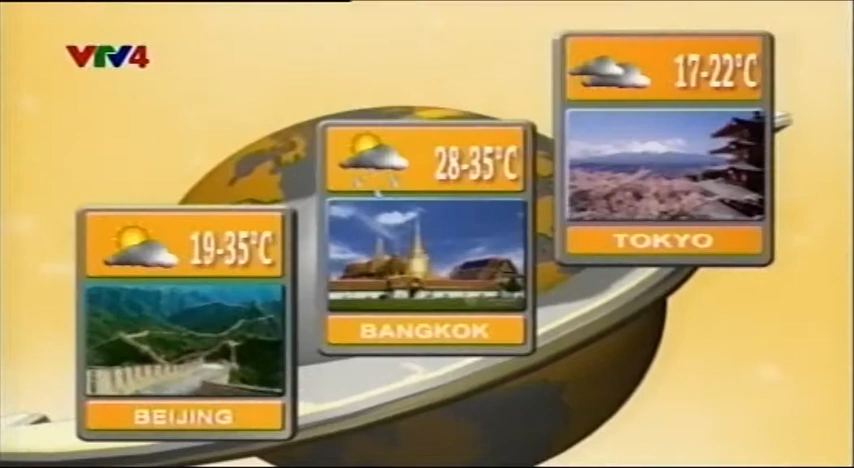 VTV4
19-35°C
BEIJING
28-35°C
BANGKOK
17-22°C
TOKYO